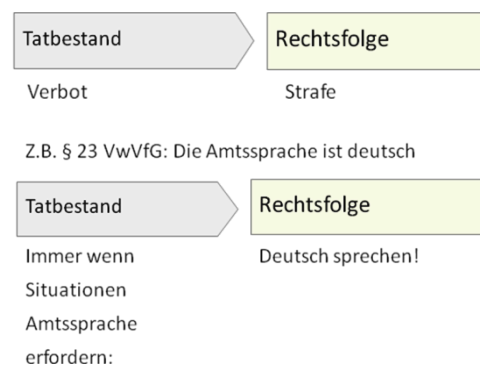 Tatbestand Rechtsfolge
Verbot Strafe
Z.B. § 23 VwVfG: Die Amtssprache ist deutsch
Tatbestand Rechtsfolge
Immer wenn Deutsch sprechen!
Situationen
Amtssprache
erfordern: